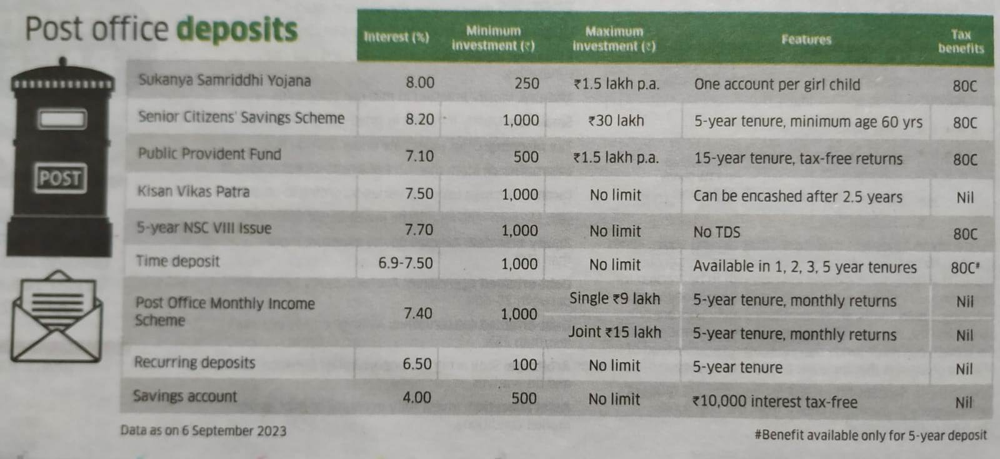 Post office deposits
Interest (%) Minimum investment (₹) Maximum investment (₹) Features Tax benefits
Sukanya Samriddhi Yojana 8.00 250 ₹1.5 lakh p.a. One account per girl child 80C
Senior Citizens' Savings Scheme 8.20 1,000 ₹30 lakh 5-year tenure, minimum age 60 yrs 80C
Public Provident Fund 7.10 500 ₹1.5 lakh p.a. 15-year tenure, tax-free returns 80C
POST
Kisan Vikas Patra 7.50 1,000 No limit Can be encashed after 2.5 years Nil
5-year NSC VIII Issue 7.70 1,000 No limit No TDS 80C
Time deposit 6.9-7.50 1,000 No limit Available in 1, 2, 3, 5 year tenures 80C#
Post Office Monthly Income Scheme 7.40 1,000 Single ₹9 lakh 5-year tenure, monthly returns Nil
Joint ₹15 lakh 5-year tenure, monthly returns Nil
Recurring deposits 6.50 100 No limit 5-year tenure Nil
Savings account 4.00 500 No limit ₹10,000 interest tax-free Nil
Data as on 6 September 2023 #Benefit available only for 5-year deposit